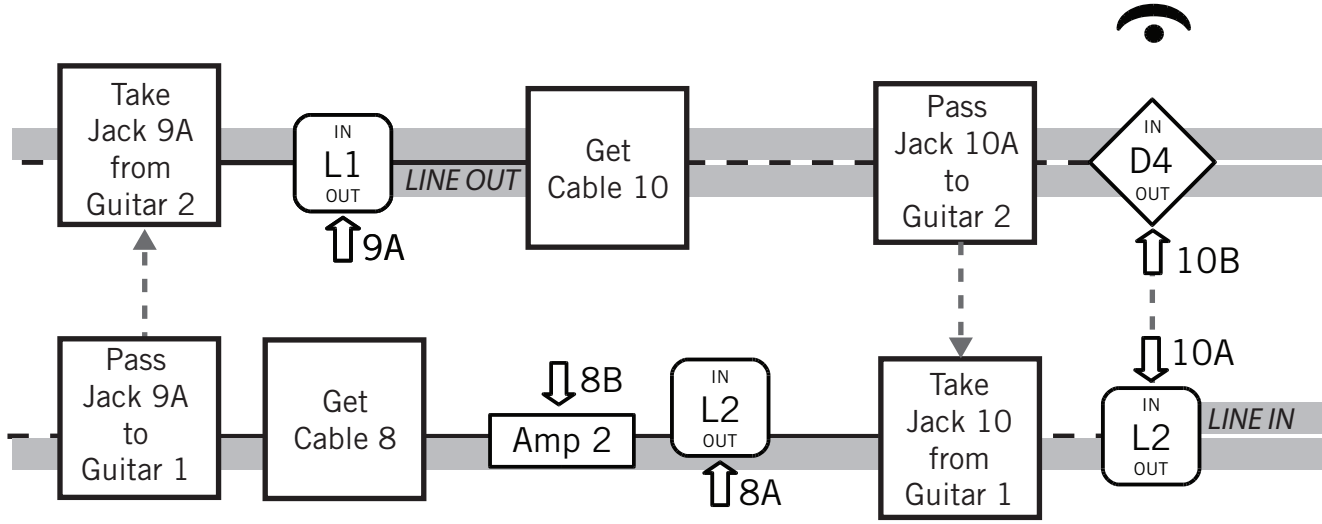 Take
Jack 9A
from
Guitar 2
IN
L1
OUT
9A
LINE OUT
Get
Cable 10
Pass
Jack 10A
to
Guitar 2
IN
D4
OUT
10B
Pass
Jack 9A
to
Guitar 1
Get
Cable 8
8B
Amp 2
IN
L2
OUT
8A
Take
Jack 10
from
Guitar 1
10A
IN
L2
OUT
LINE IN